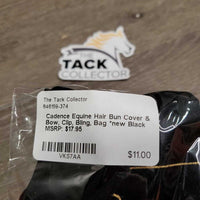 THE
TACK
COLLECTOR
The Tack Collector
646159-374
Cadence Equine Hair Bun Cover &
Bow, Clip, Bling, Bag *new Black
MSRP: $17.95
VK57AA
$11.00